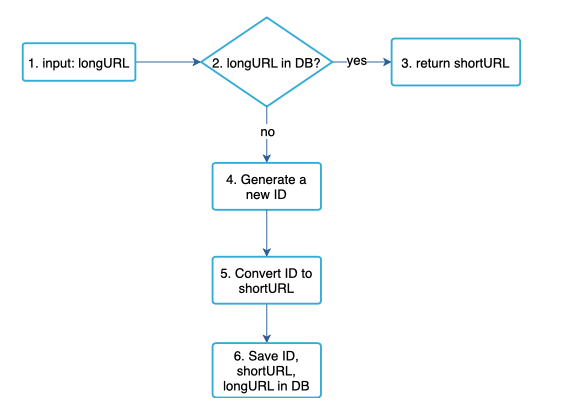 1. input: longURL
2. longURL in DB?
yes
3. return shortURL
no
4. Generate a
new ID
5. Convert ID to
shortURL
6. Save ID,
shortURL,
longURL in DB